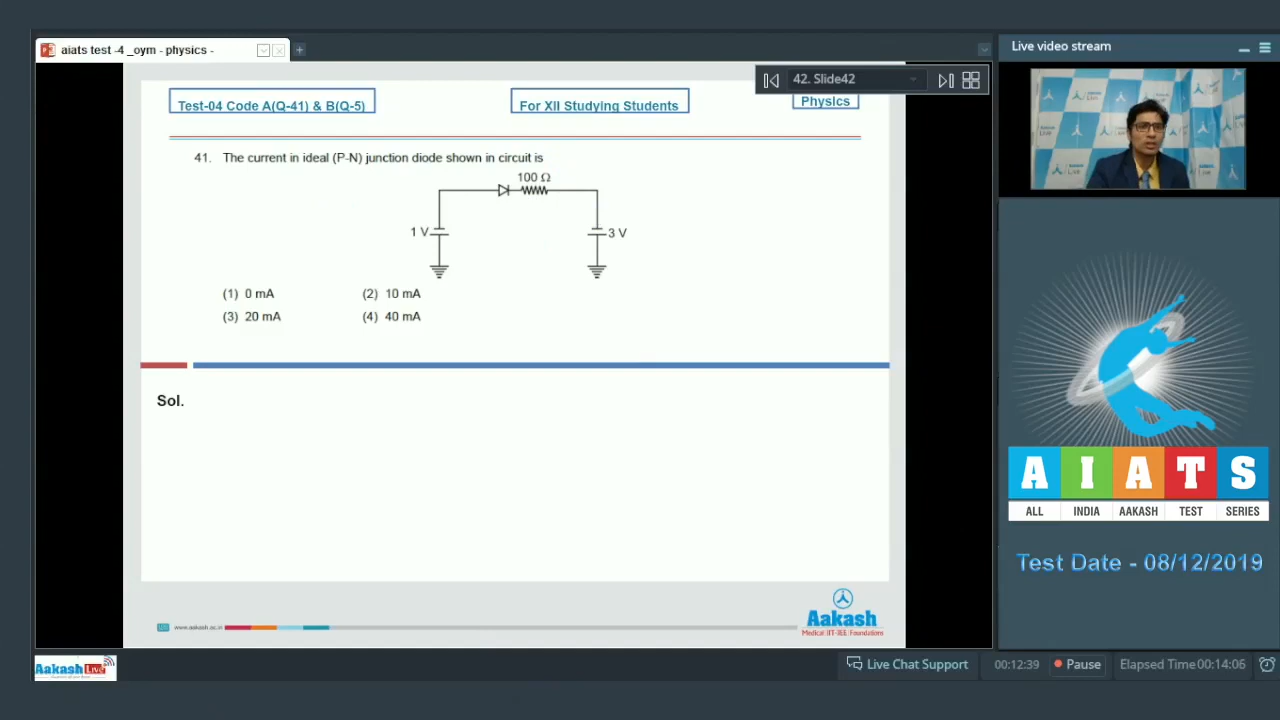 aiats test -4 _oym - physics -
Live video stream
42. Slide42
Test-04 Code A(Q-41) & B(Q-5)
For XII Studying Students
Physics
41. The current in ideal (P-N) junction diode shown in circuit is
100 Ω
1 V
3 V
(1) 0 mA (2) 10 mA
(3) 20 mA (4) 40 mA
Sol.
A I A T S
ALL INDIA AAKASH TEST SERIES
Test Date - 08/12/2019
www.aakash.ac.in
Aakash
Medical|IIT-JEE|Foundations
Aakash Live
Live Chat Support
00:12:39
Pause
Elapsed Time 00:14:06